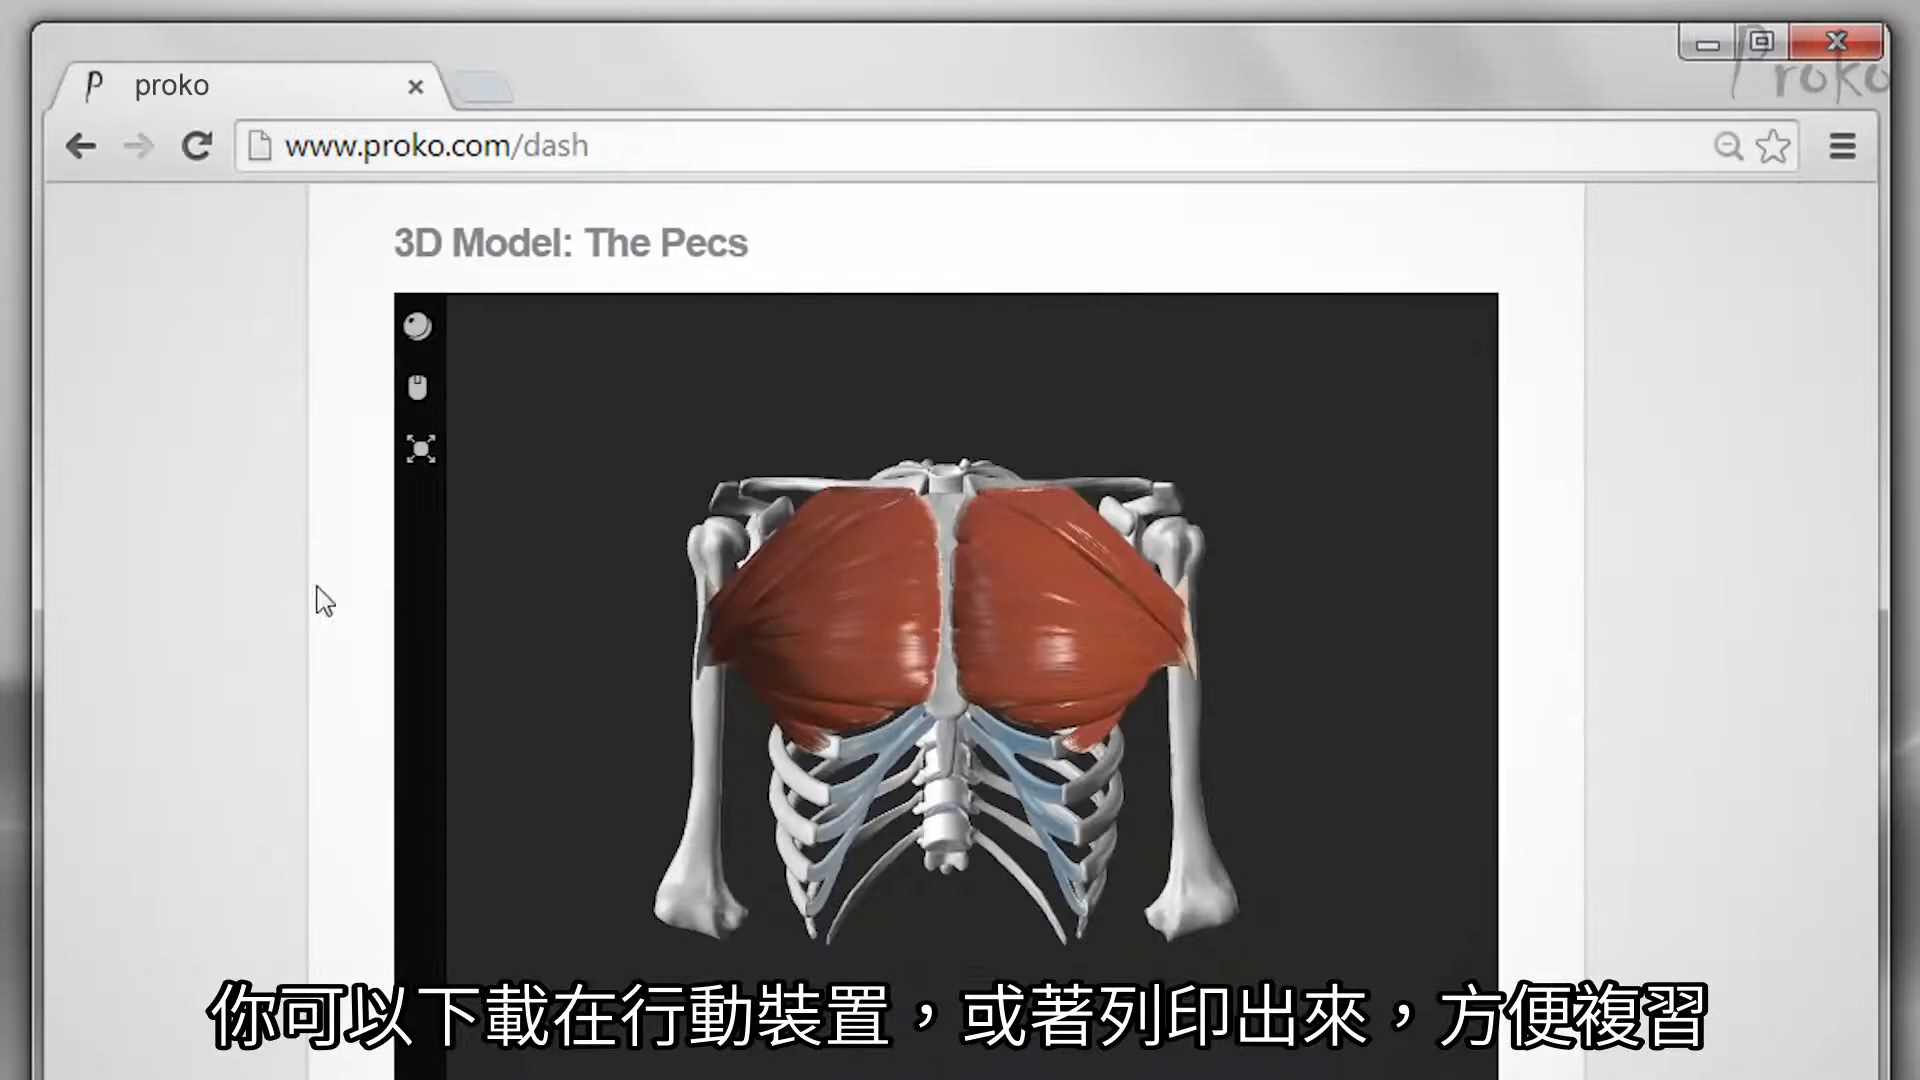 proko
Proko
www.proko.com/dash
3D Model: The Pecs
你可以下載在行動裝置，或著列印出來，方便複習